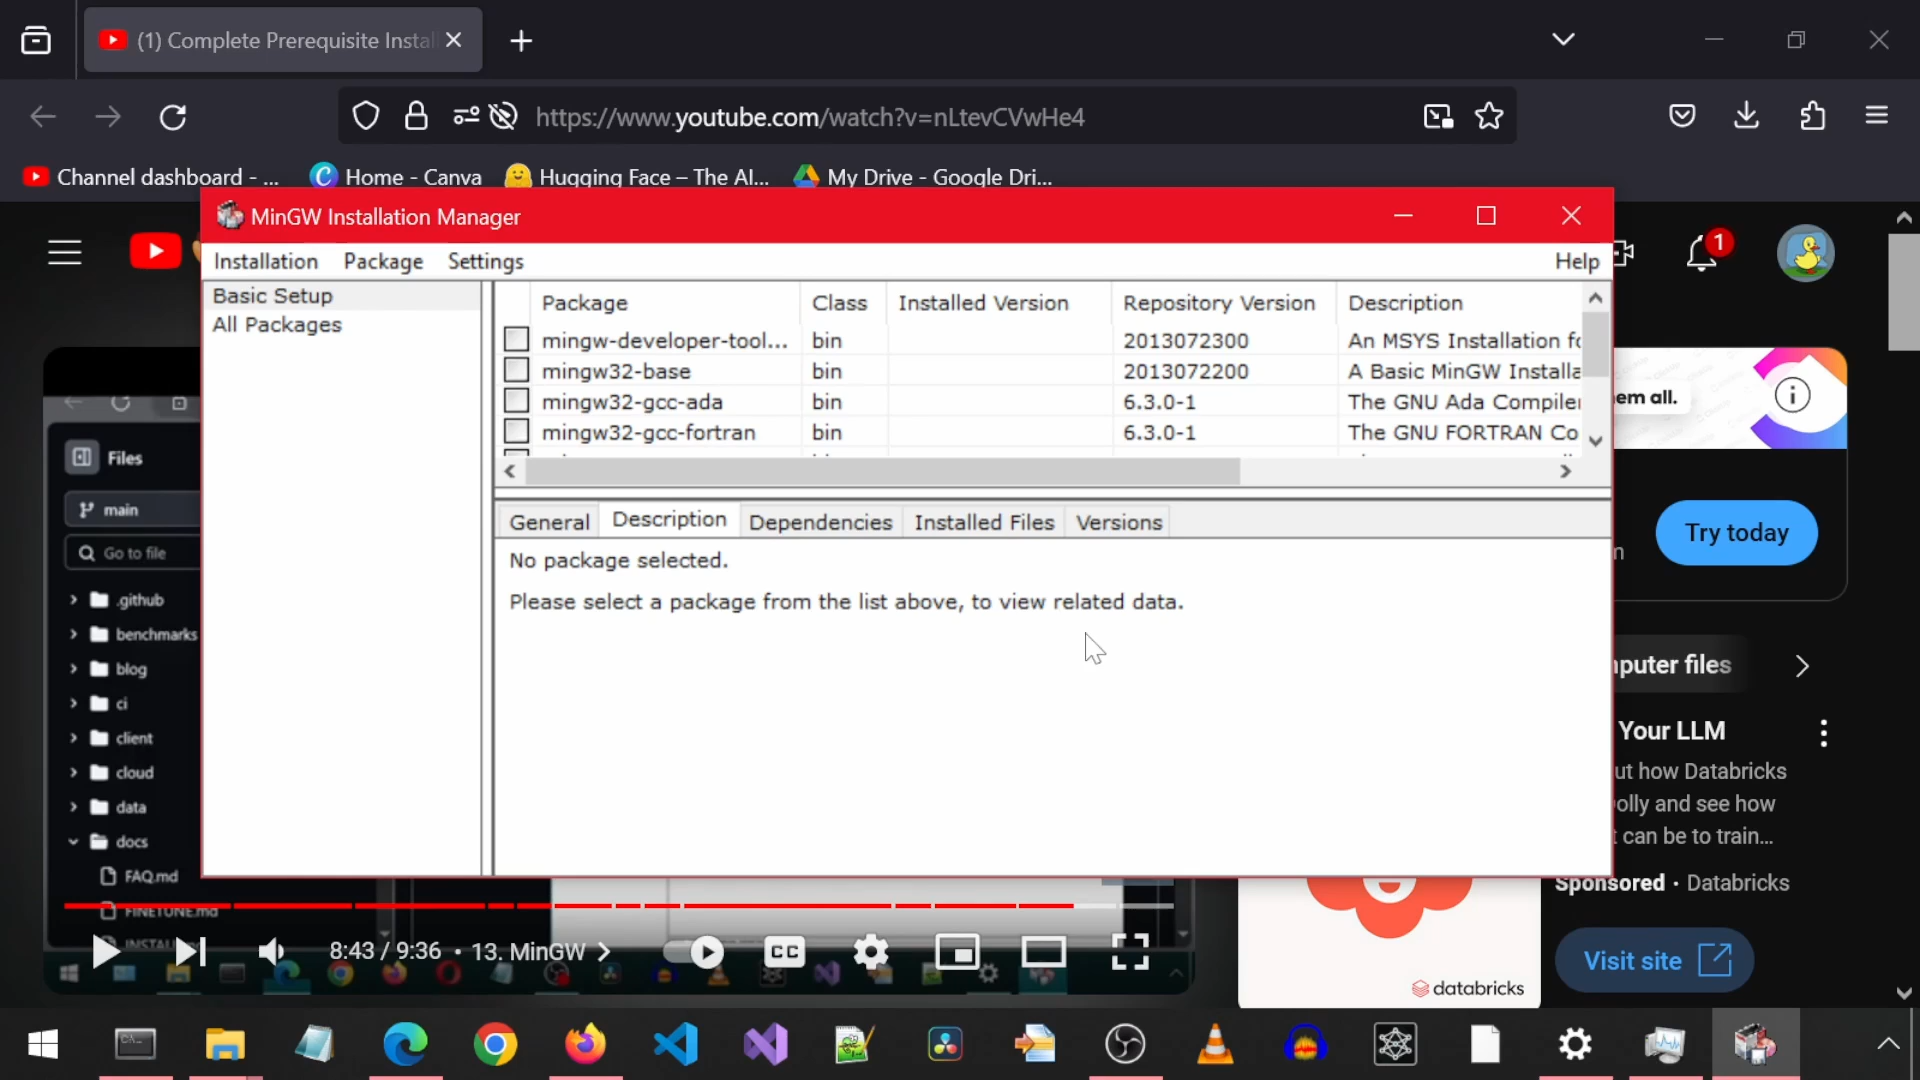 (1) Complete Prerequisite Instal
https://www.youtube.com/watch?v=nLtevCVwHe4
Channel dashboard - ...
Home - Canva
Hugging Face – The AI...
My Drive - Google Dri...
MinGW Installation Manager
Installation Package Settings Help
Basic Setup
All Packages
Package Class Installed Version Repository Version Description
mingw-developer-tool... bin 2013072300 An MSYS Installation fo
mingw32-base bin 2013072200 A Basic MinGW Installa
mingw32-gcc-ada bin 6.3.0-1 The GNU Ada Compiler
mingw32-gcc-fortran bin 6.3.0-1 The GNU FORTRAN Co
General Description Dependencies Installed Files Versions
No package selected.
Please select a package from the list above, to view related data.
1
em all.
Try today
n
Files
main
Go to file
.github
benchmarks
blog
ci
client
cloud
data
docs
FAQ.md
FINETUNE.md
INSTAL
8:43 / 9:36 • 13. MinGW
CC
puter files
Your LLM
ut how Databricks
olly and see how
t can be to train...
Sponsored · Databricks
Visit site
databricks